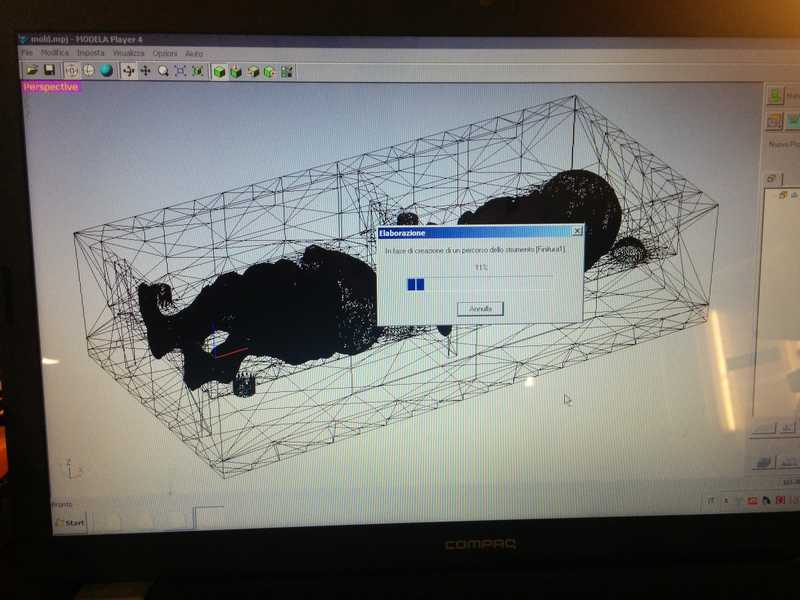 mold.mpj - MODELA Player 4
File Modifica Imposta Visualizza Opzioni Aiuto
Perspective
Elaborazione
In fase di creazione di un percorso dello strumento [Finitura1].
11%
Annulla
Nuovo
Z
X
Pronto
Start
IT
COMPAQ